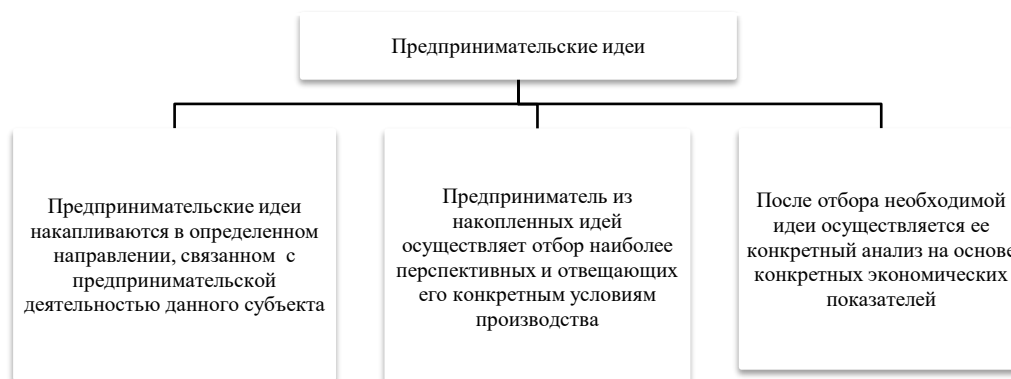 Предпринимательские идеи
Предпринимательские идеи
накапливаются в определенном
направлении, связанном с
предпринимательской
деятельностью данного субъекта
Предприниматель из
накопленных идей
осуществляет отбор наиболее
перспективных и отвещающих
его конкретным условиям
производства
После отбора необходимой
идеи осуществляется ее
конкретный анализ на основе
конкретных экономических
показателей